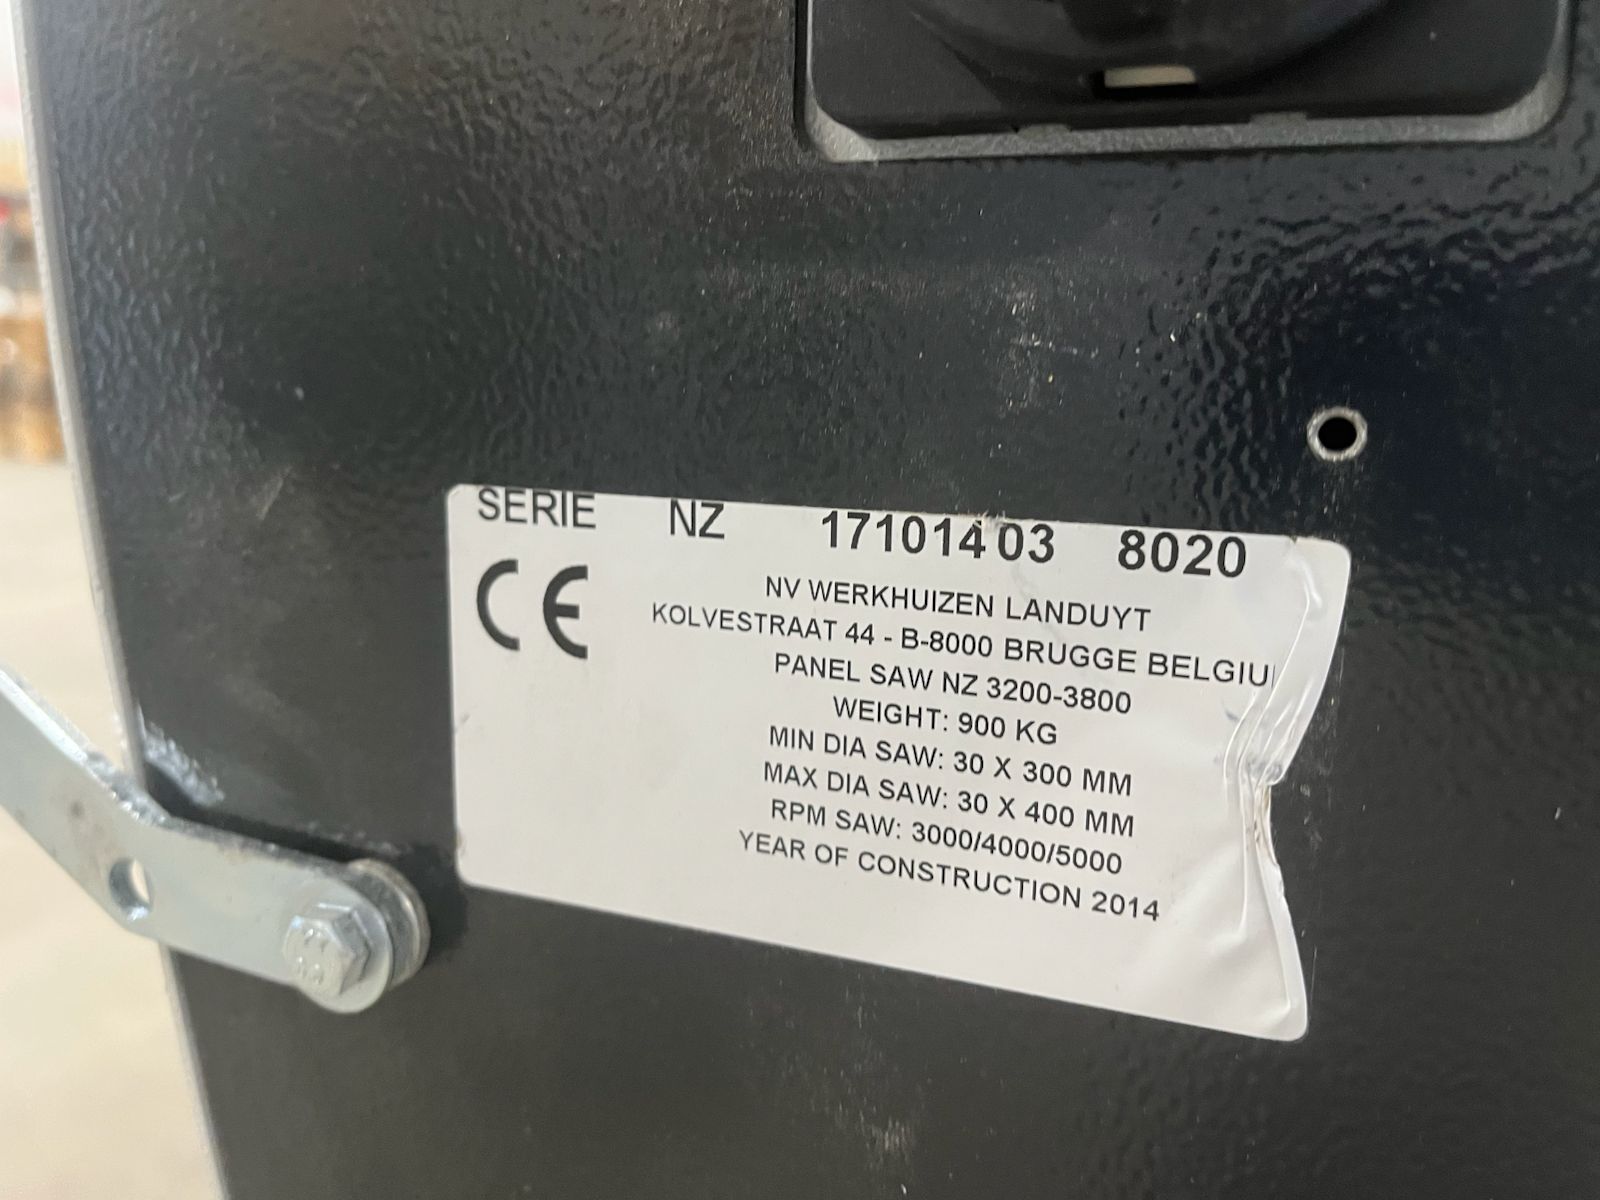 SERIE NZ 17101403 8020
CE
NV WERKHUIZEN LANDUYT
KOLVESTRAAT 44 - B-8000 BRUGGE BELGIU
PANEL SAW NZ 3200-3800
WEIGHT: 900 KG
MIN DIA SAW: 30 X 300 MM
MAX DIA SAW: 30 X 400 MM
RPM SAW: 3000/4000/5000
YEAR OF CONSTRUCTION 2014